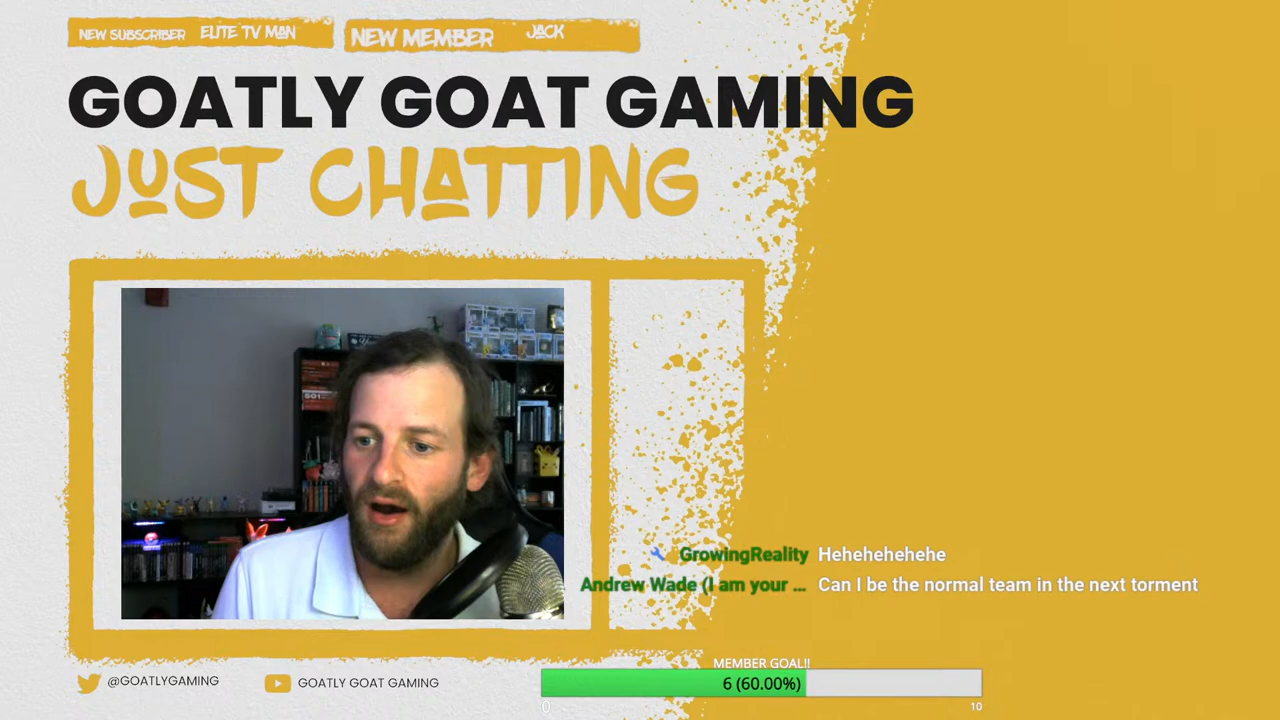 NEW SUBSCRIBER ELITE TV MAN
NEW MEMBER JACK
GOATLY GOAT GAMING
JUST CHATTING
501
GrowingReality Hehehehehehe
Andrew Wade (I am your ... Can I be the normal team in the next torment
MEMBER GOAL!!
6 (60.00%)
0 10
@GOATLYGAMING
GOATLY GOAT GAMING